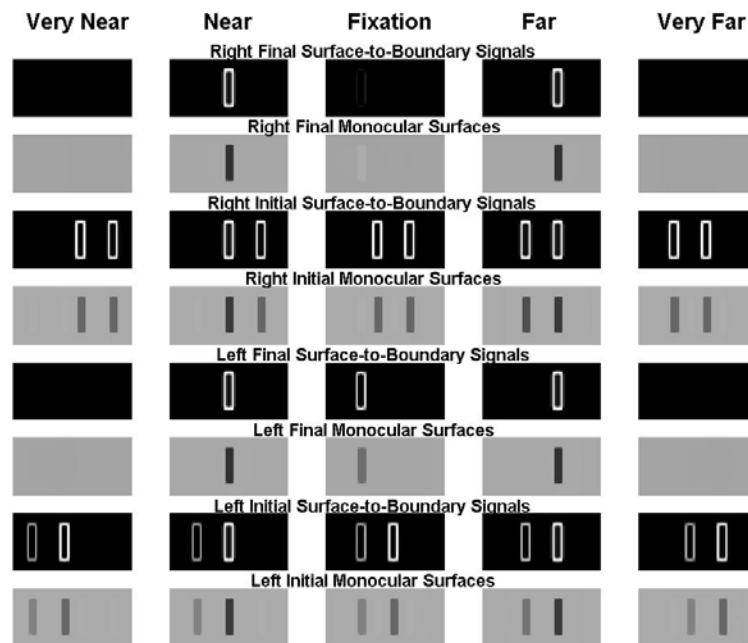 Very Near Near Fixation Far Very Far
Right Final Surface-to-Boundary Signals
Right Final Monocular Surfaces
Right Initial Surface-to-Boundary Signals
Right Initial Monocular Surfaces
Left Final Surface-to-Boundary Signals
Left Final Monocular Surfaces
Left Initial Surface-to-Boundary Signals
Left Initial Monocular Surfaces